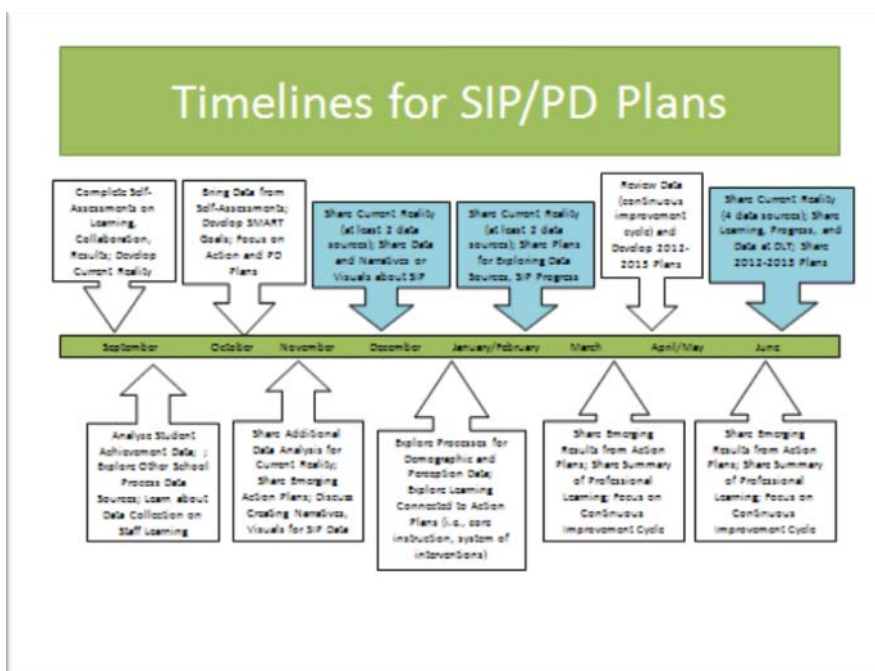 Timelines for SIP/PD Plans
Complete Self-
Assessments on
Learning,
Collaboration,
Results; Develop
Current Reality
Bring Data from
Self-Assessments;
Develop SMART
Goals; Focus on
Action and PD
Plans
Share Current Reality
(at least 2 data
sources); Share Data
and Narratives or
Visuals about SIP
Share Current Reality
(at least 2 data
sources); Share Plans
for Exploring Data
Sources, SIP Progress
Review Data
(continuous
improvement
cycle) and
Develop 2012-
2013 Plans
Share Current Reality
(4 data sources); Share
Learning, Progress, and
Data at DLT; Share
2012-2013 Plans
September
October
November
December
January/February
March
April/May
June
Analyze Student
Achievement Data; ;
Explore Other School
Process Data
Sources; Learn about
Data Collection on
Staff Learning
Share Additional
Data Analysis for
Current Reality;
Share Emerging
Action Plans; Discuss
Creating Narratives,
Visuals for SIP Data
Explore Processes for
Demographic and
Perception Data;
Explore Learning
Connected to Action
Plans (i.e., core
instruction, system of
interventions)
Share Emerging
Results from Action
Plans; Share Summary
of Professional
Learning; Focus on
Continuous
Improvement Cycle
Share Emerging
Results from Action
Plans; Share Summary
of Professional
Learning; Focus on
Continuous
Improvement Cycle